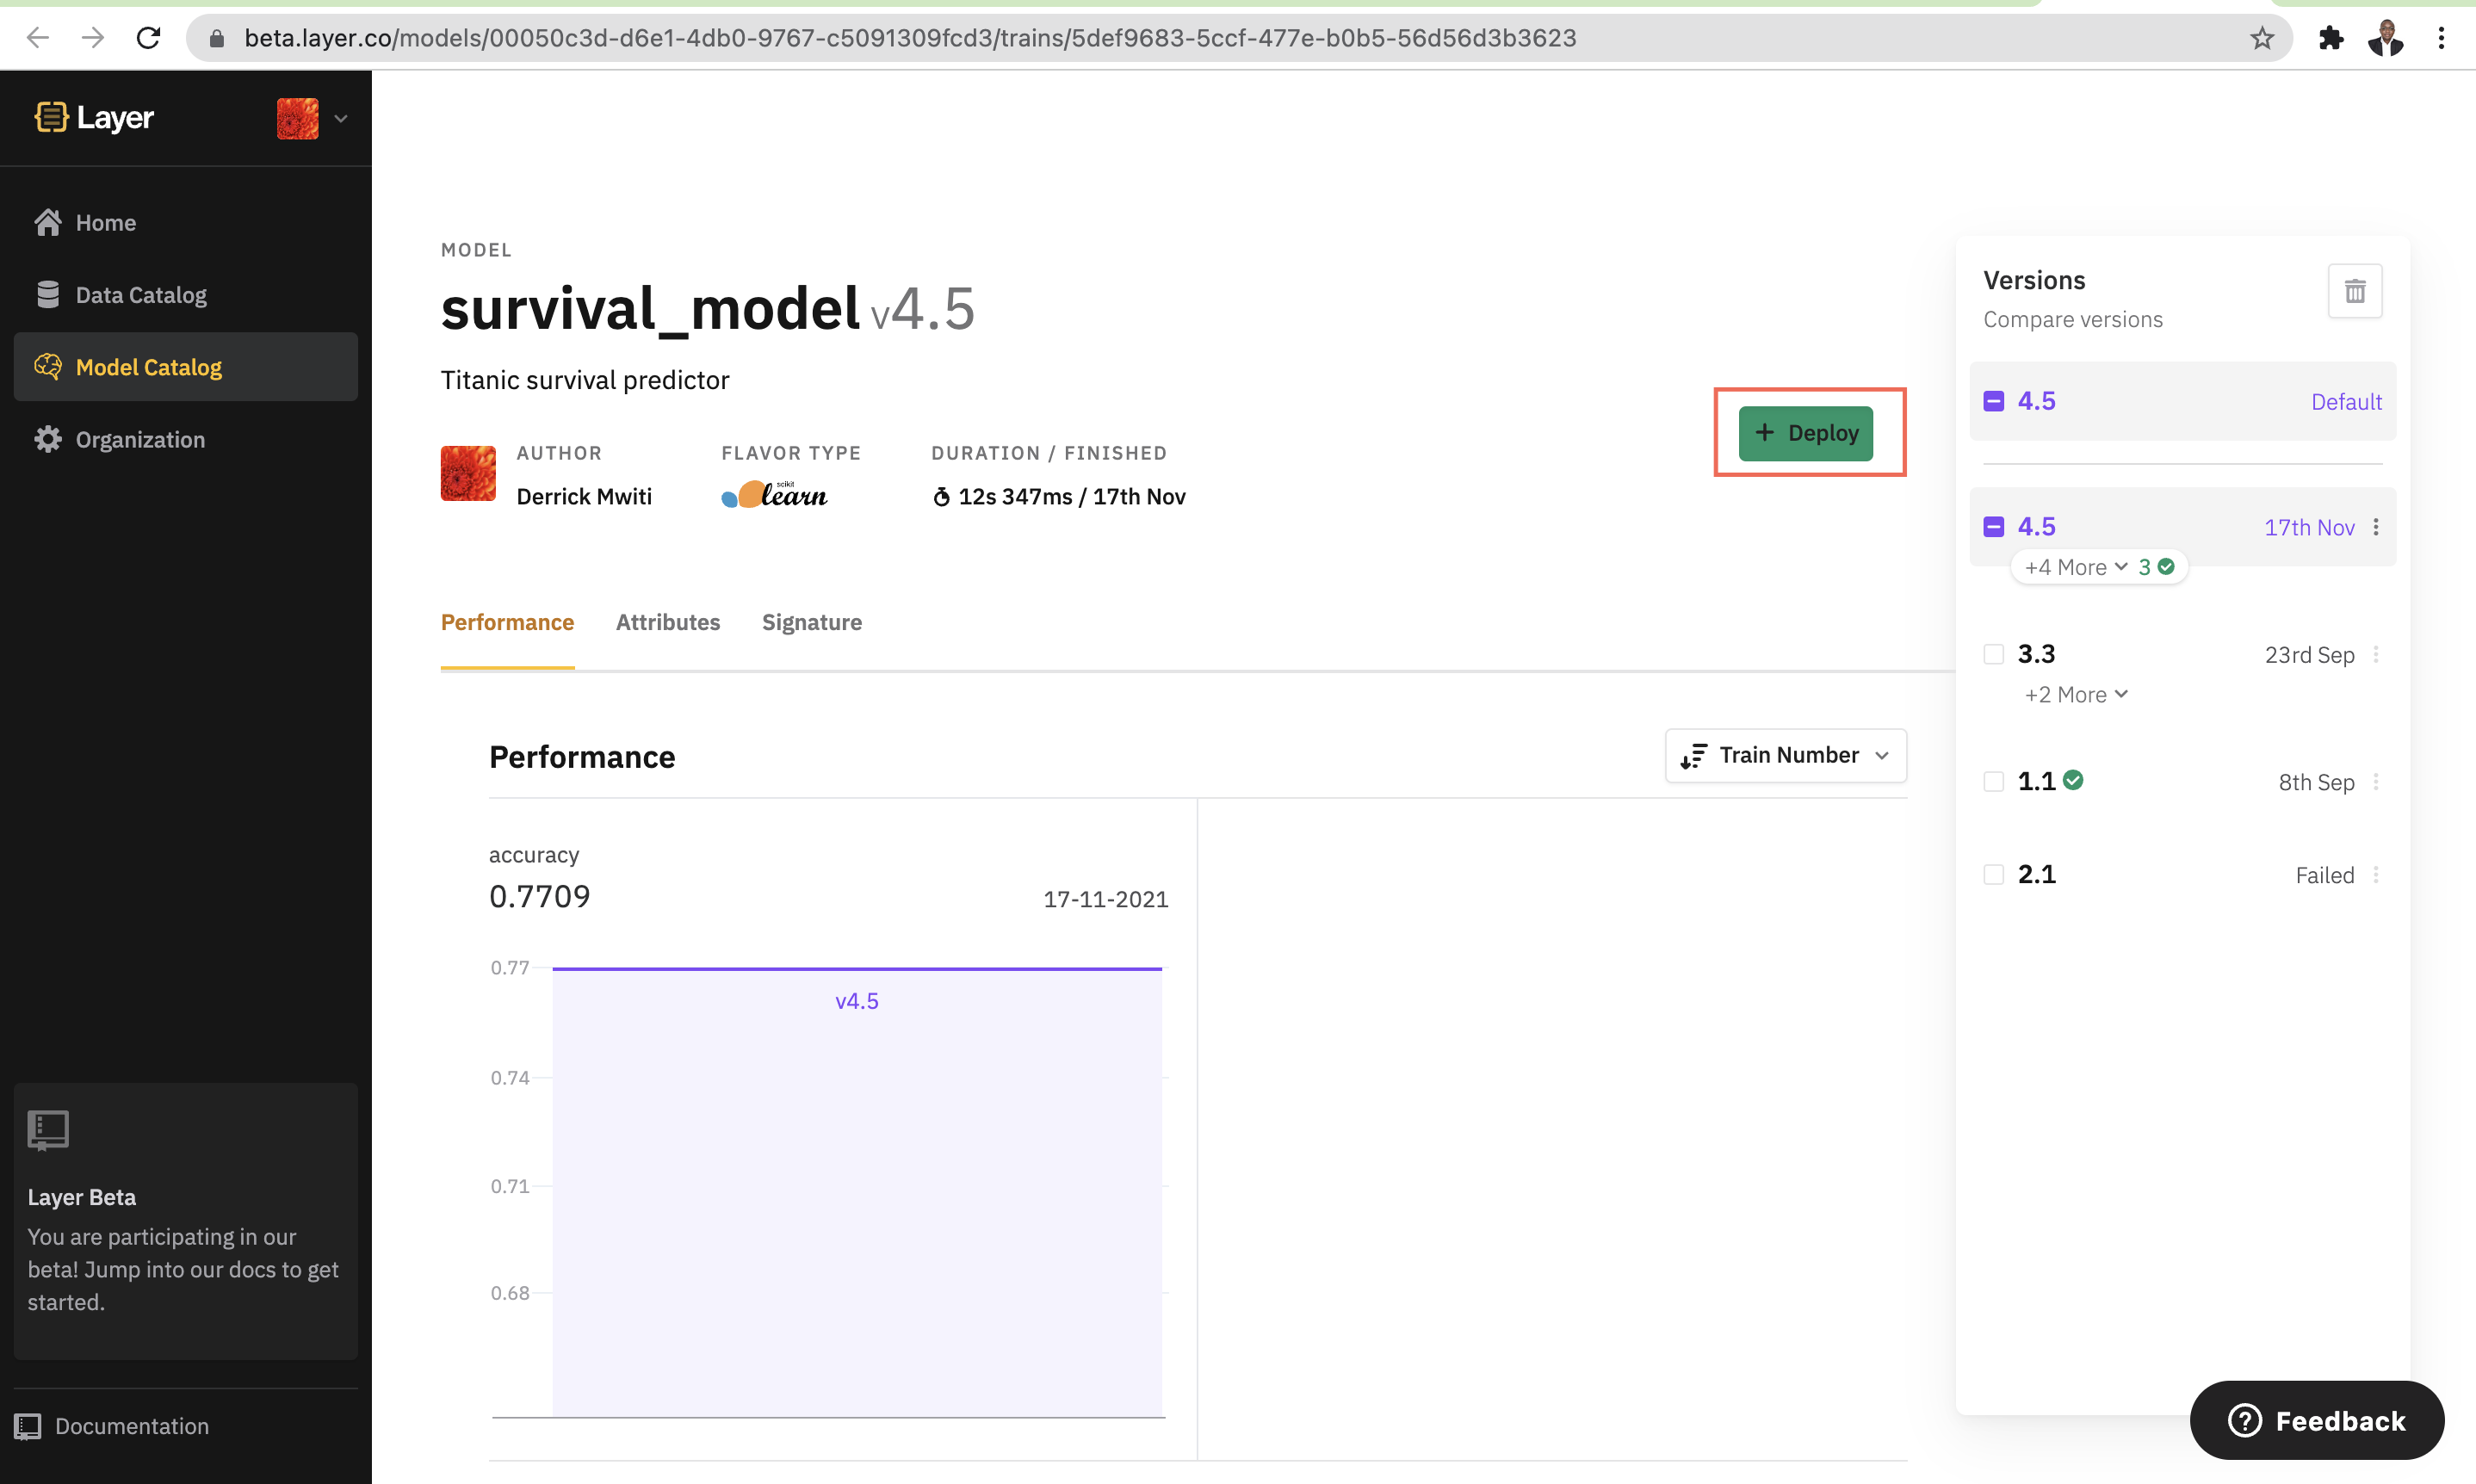 beta.layer.co/models/00050c3d-d6e1-4db0-9767-c5091309fcd3/trains/5def9683-5ccf-477e-b0b5-56d56d3b3623
Layer
Home
Data Catalog
Model Catalog
Organization
Layer Beta
You are participating in our
beta! Jump into our docs to get
started.
Documentation
MODEL
survival_model v4.5
Titanic survival predictor
AUTHOR
Derrick Mwiti
FLAVOR TYPE
scikit
learn
DURATION / FINISHED
12s 347ms / 17th Nov
+ Deploy
Performance Attributes Signature
Performance
Train Number
accuracy
0.7709 17-11-2021
0.77
v4.5
0.74
0.71
0.68
Versions
Compare versions
4.5 Default
4.5 17th Nov
+4 More 3
3.3 23rd Sep
+2 More
1.1 8th Sep
2.1 Failed
? Feedback